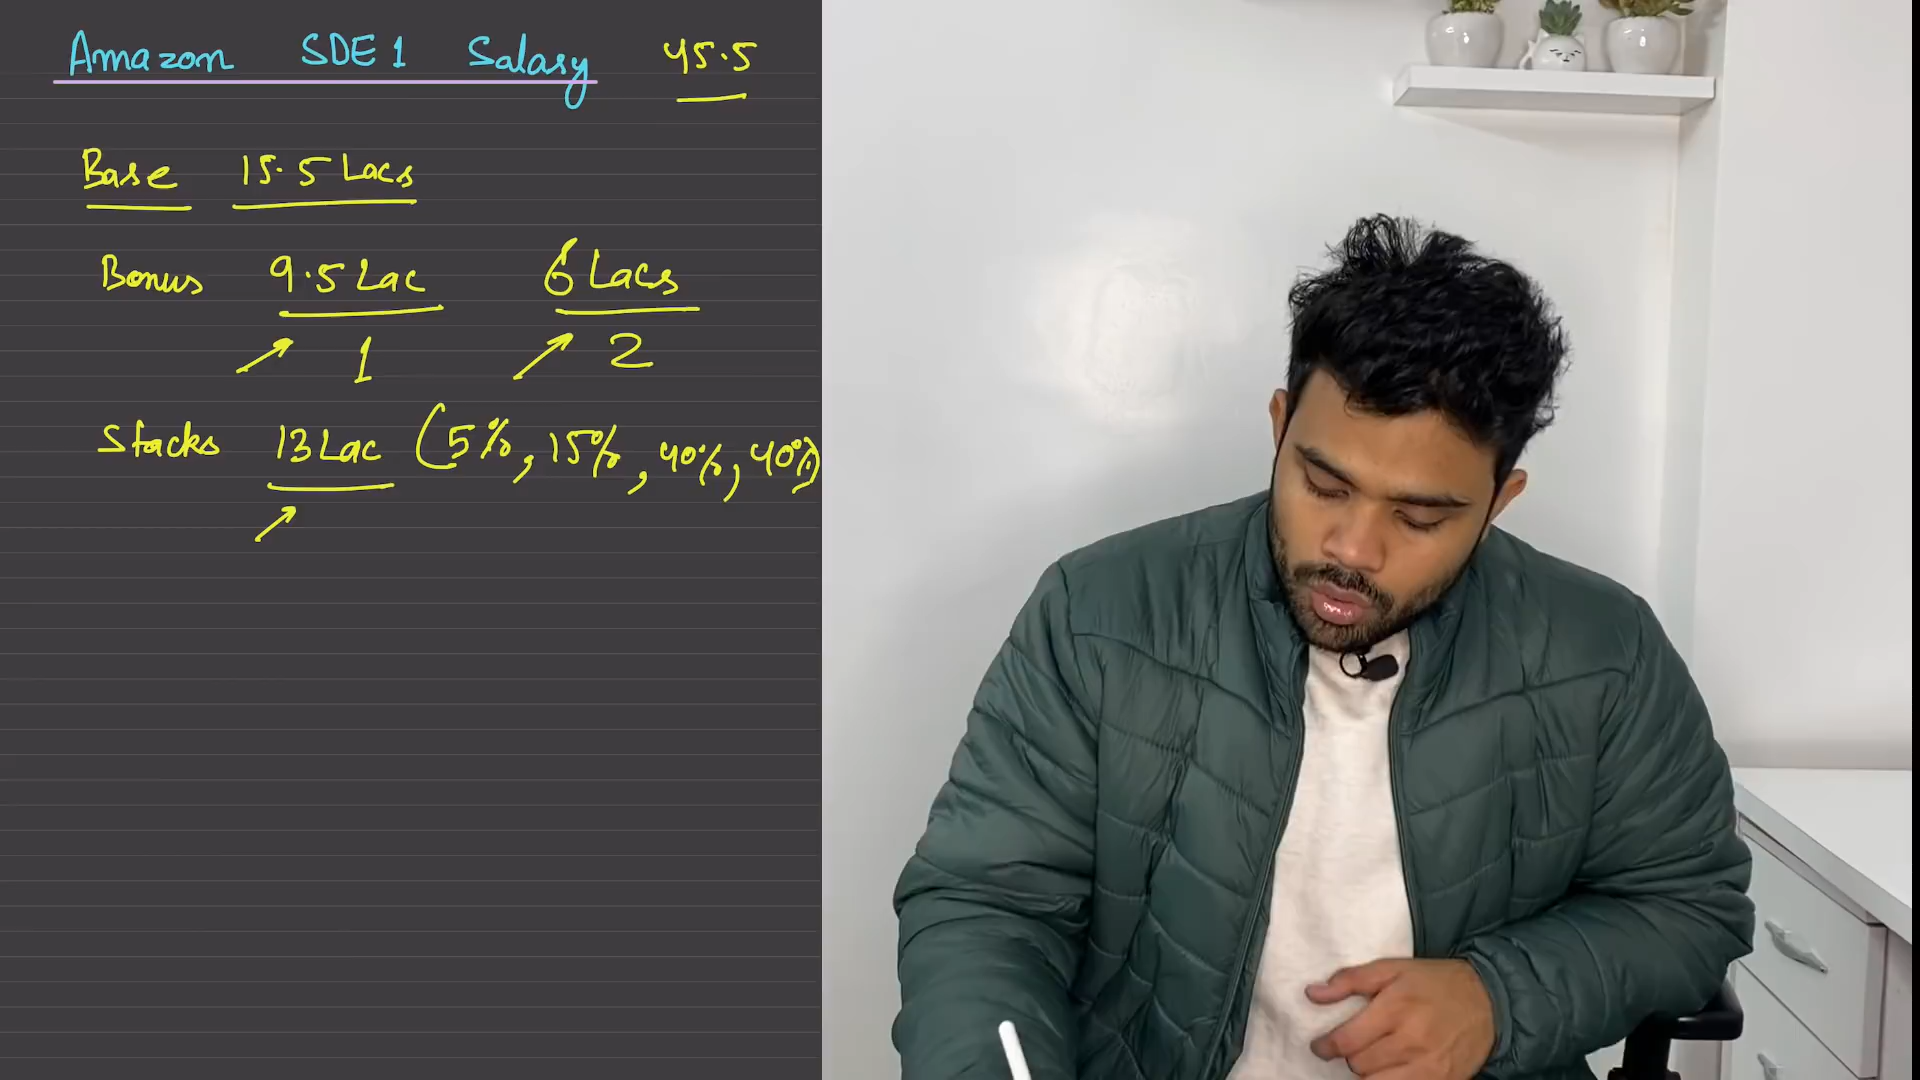 Amazon SDE 1 Salary 45.5
Base 15.5 Lacs
Bonus 9.5 Lac 6 Lacs
1 2
Stacks 13 Lac (5%, 15%, 40%, 40%)